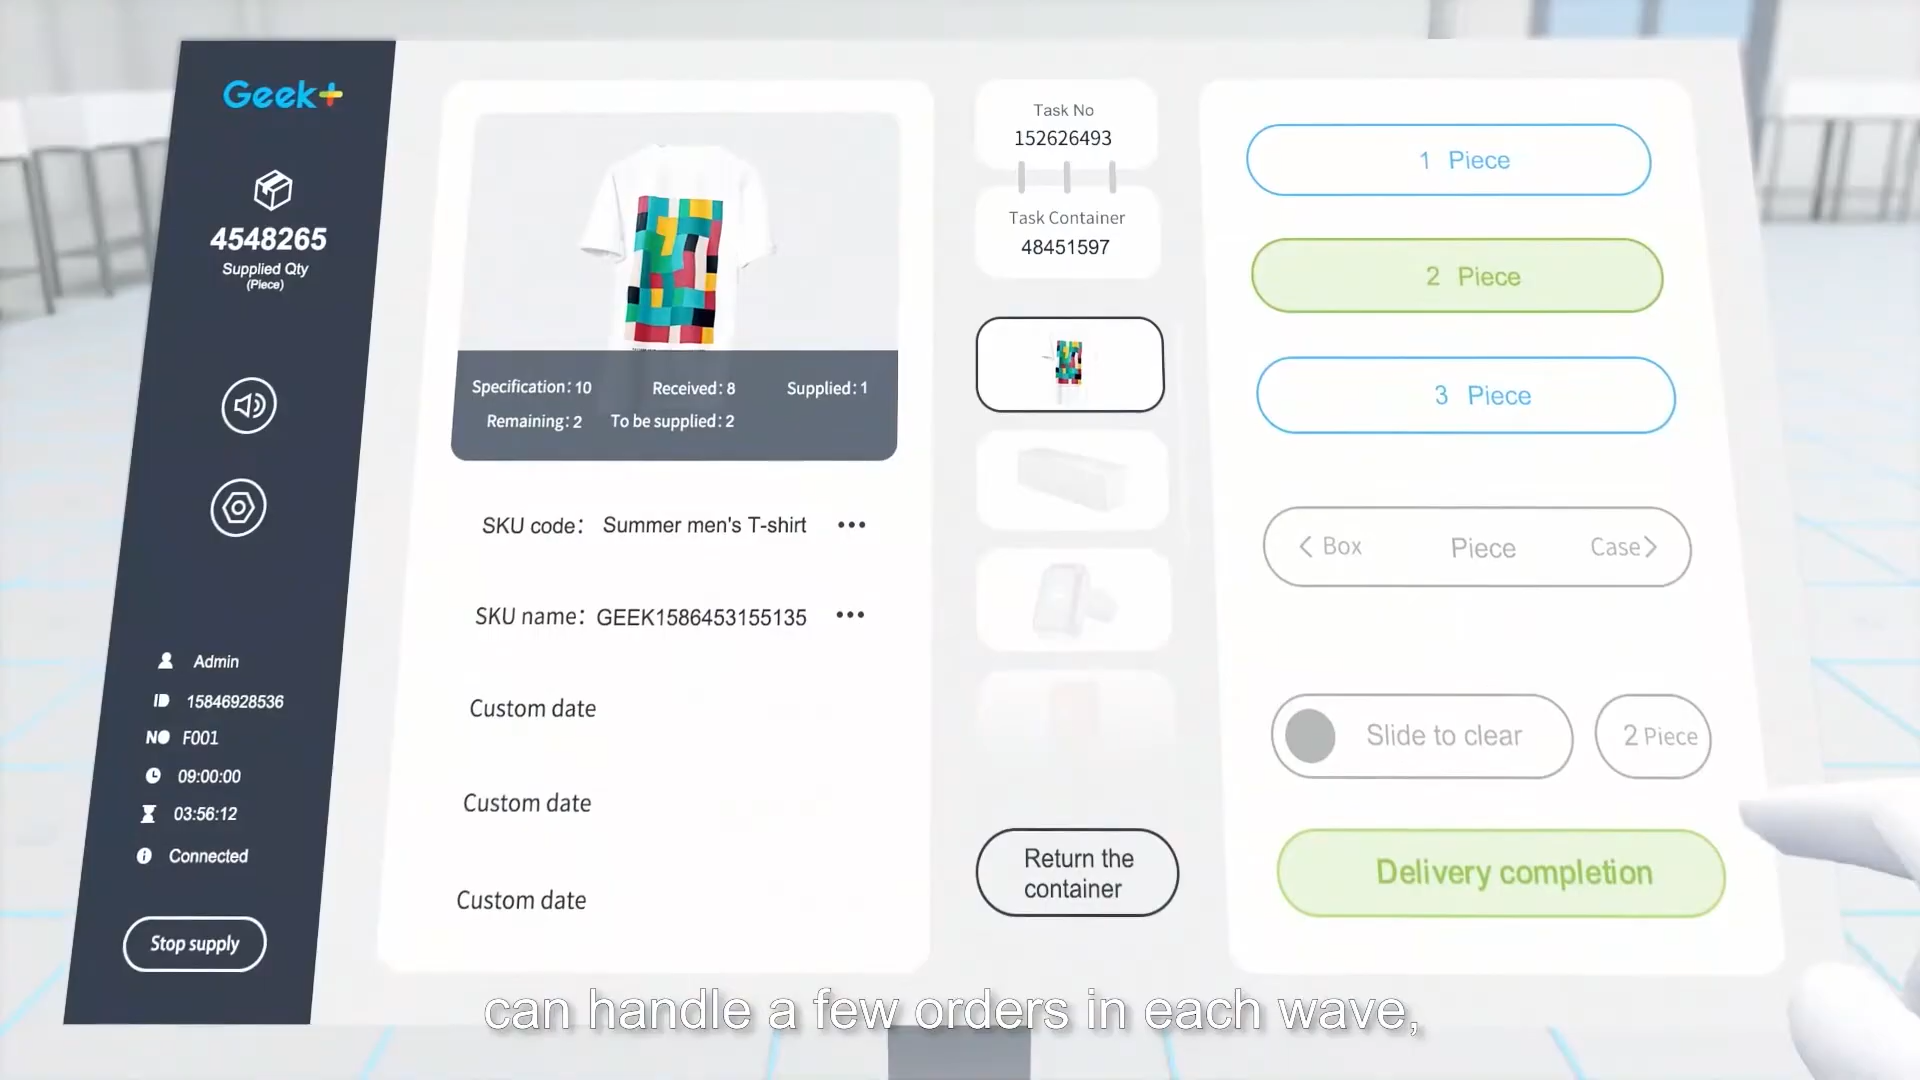 Geek+
4548265
Supplied Qty
(Piece)
Admin
ID 15846928536
NO F001
09:00:00
03:56:12
Connected
Stop supply
Specification: 10 Received: 8 Supplied: 1
Remaining: 2 To be supplied: 2
SKU code: Summer men's T-shirt •••
SKU name: GEEK1586453155135 •••
Custom date
Custom date
Custom date
Task No
152626493
Task Container
48451597
Return the
container
1 Piece
2 Piece
3 Piece
< Box Piece Case >
Slide to clear 2 Piece
Delivery completion
can handle a few orders in each wave,